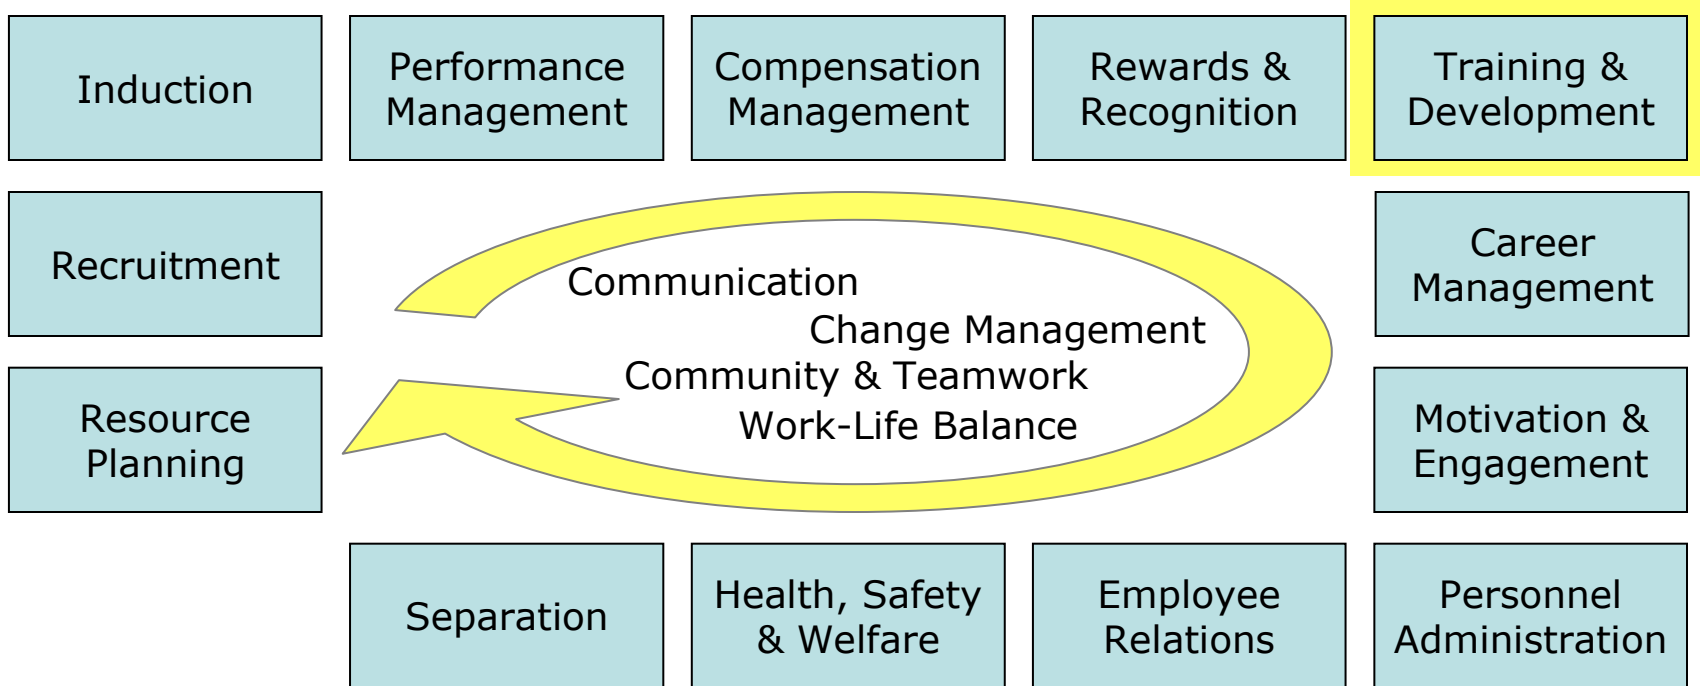 Induction
Performance
Management
Compensation
Management
Rewards &
Recognition
Training &
Development
Recruitment
Communication
Change Management
Community & Teamwork
Work-Life Balance
Career
Management
Resource
Planning
Motivation &
Engagement
Separation
Health, Safety
& Welfare
Employee
Relations
Personnel
Administration